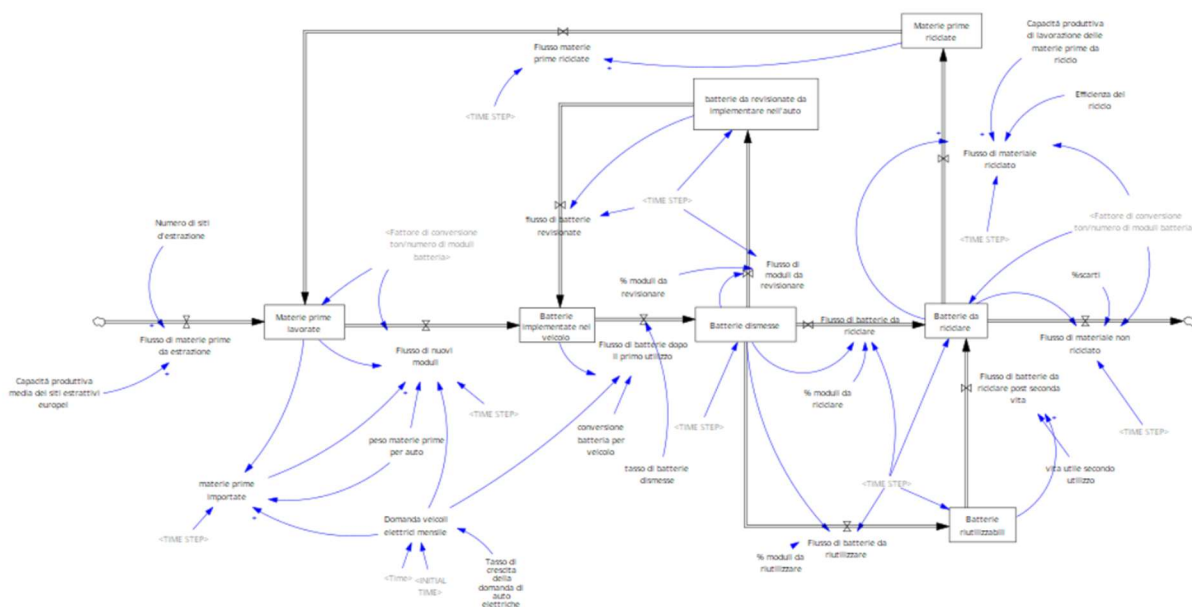 Materie prime
riciclate
Capacità produttiva
di lavorazione delle
materie prime da
riciclo
Flusso materie
prime riciclate
<TIME STEP>
batterie da revisionate da
implementare nell'auto
Efficienza del
riciclo
Flusso di materiale
riciclato
<TIME STEP>
flusso di batterie
revisionate
<TIME STEP>
Numero di siti
d'estrazione
<Fattore di conversione
ton/numero di moduli
batteria>
<Fattore di conversione
ton/numero di moduli
batteria>
% moduli da
revisionare
Flusso di
moduli da
revisionare
%scarti
Materie prime
lavorate
Batterie
implementate nel
veicolo
Batterie dismesse
Batterie da
riciclare
Flusso di materie prime
da estrazione
Flusso di nuovi
moduli
Flusso di batterie dopo
il primo utilizzo
Flusso di batterie da
riciclare
Flusso di materiale non
riciclato
Capacità produttiva
media dei siti estrattivi
europei
<TIME STEP>
% moduli da
riciclare
Flusso di batterie da
riciclare post seconda
vita
peso materie prime
per auto
conversione
batteria per
veicolo
<TIME STEP>
<TIME STEP>
tasso di batterie
dismesse
vita utile secondo
utilizzo
materie prime
importate
<TIME STEP>
<TIME STEP>
Domanda veicoli
elettrici mensile
Flusso di batterie da
riutilizzare
Batterie
riutilizzabili
% moduli da
riutilizzare
<Time>
<INITIAL
TIME>
Tasso di
crescita
della
domanda di
auto
elettriche